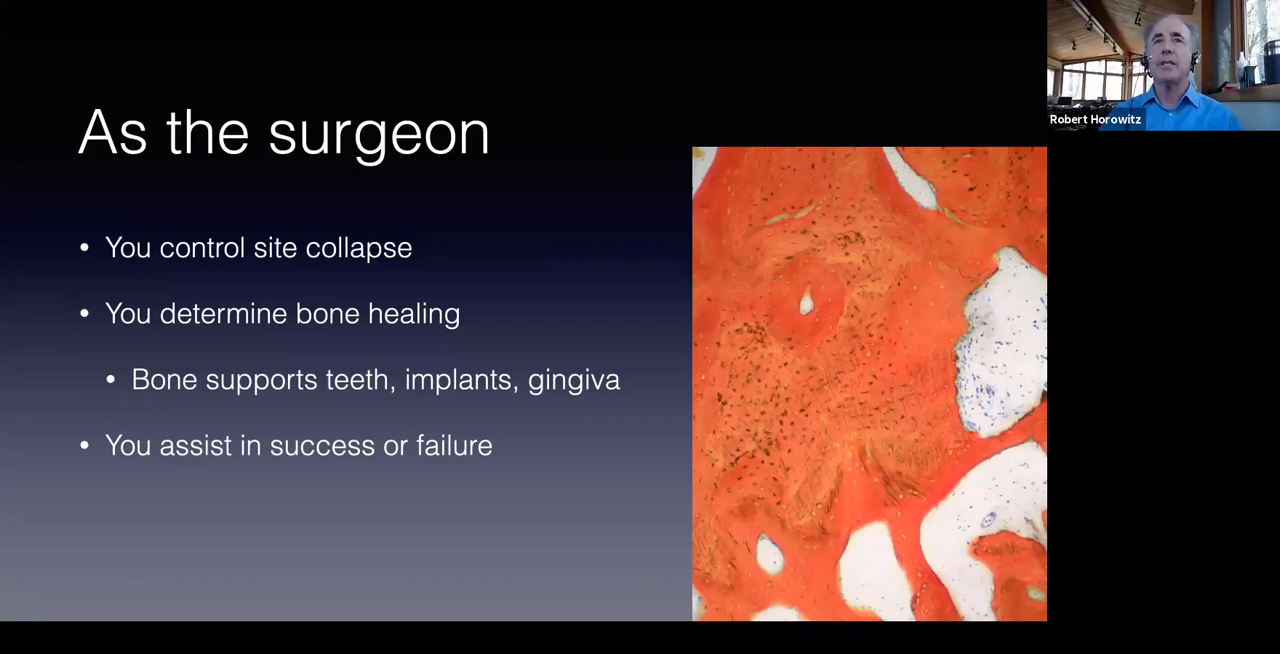 As the surgeon
• You control site collapse
• You determine bone healing
• Bone supports teeth, implants, gingiva
• You assist in success or failure
Robert Horowitz